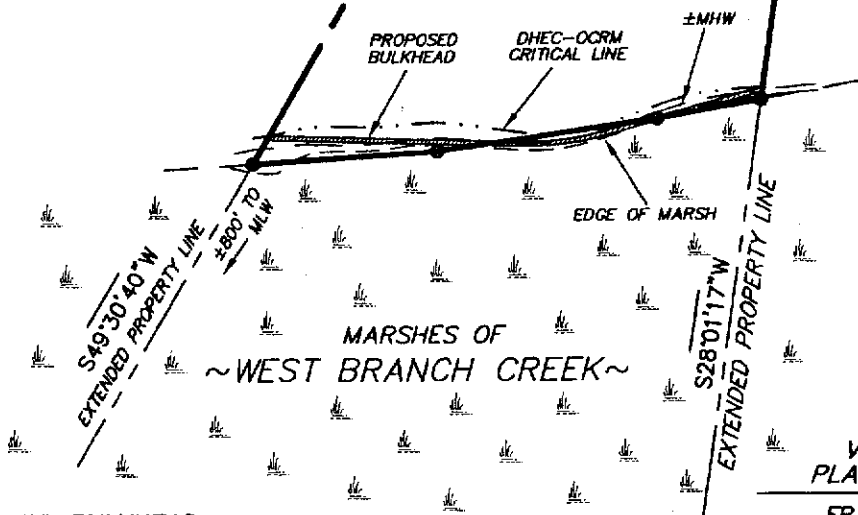 ±MHW
PROPOSED
BULKHEAD
DHEC-OCRM
CRITICAL LINE
EDGE OF MARSH
±800' TO
MLW
S49°30'40"W
EXTENDED PROPERTY LINE
S28°01'17"W
EXTENDED PROPERTY LINE
MARSHES OF
~WEST BRANCH CREEK~
PLA